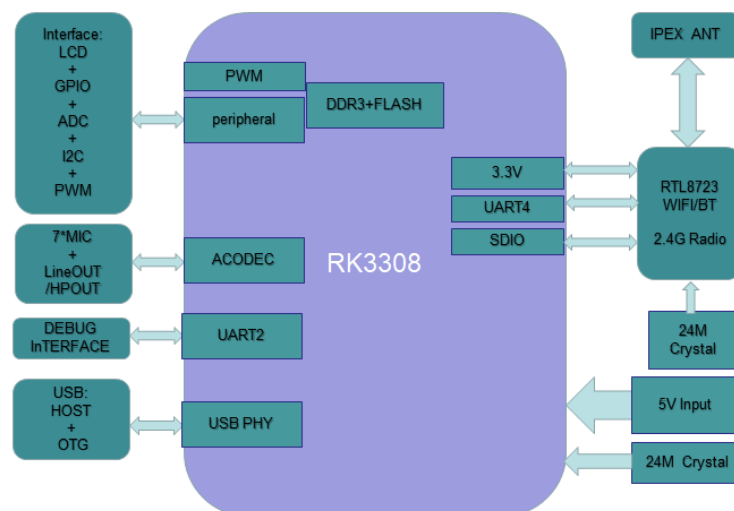 Interface:
LCD
+
GPIO
+
ADC
+
I2C
+
PWM
7*MIC
+
LineOUT
/HPOUT
DEBUG
InTERFACE
USB:
HOST
+
OTG
PWM
peripheral
DDR3+FLASH
ACODEC
UART2
USB PHY
RK3308
3.3V
UART4
SDIO
IPEX ANT
RTL8723
WIFI/BT
2.4G Radio
24M
Crystal
5V Input
24M Crystal